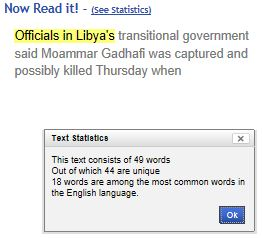 Now Read it! - (See Statistics)
Officials in Libya's transitional government
said Moammar Gadhafi was captured and
possibly killed Thursday when
Text Statistics
This text consists of 49 words
Out of which 44 are unique
18 words are among the most common words in
the English language.
Ok